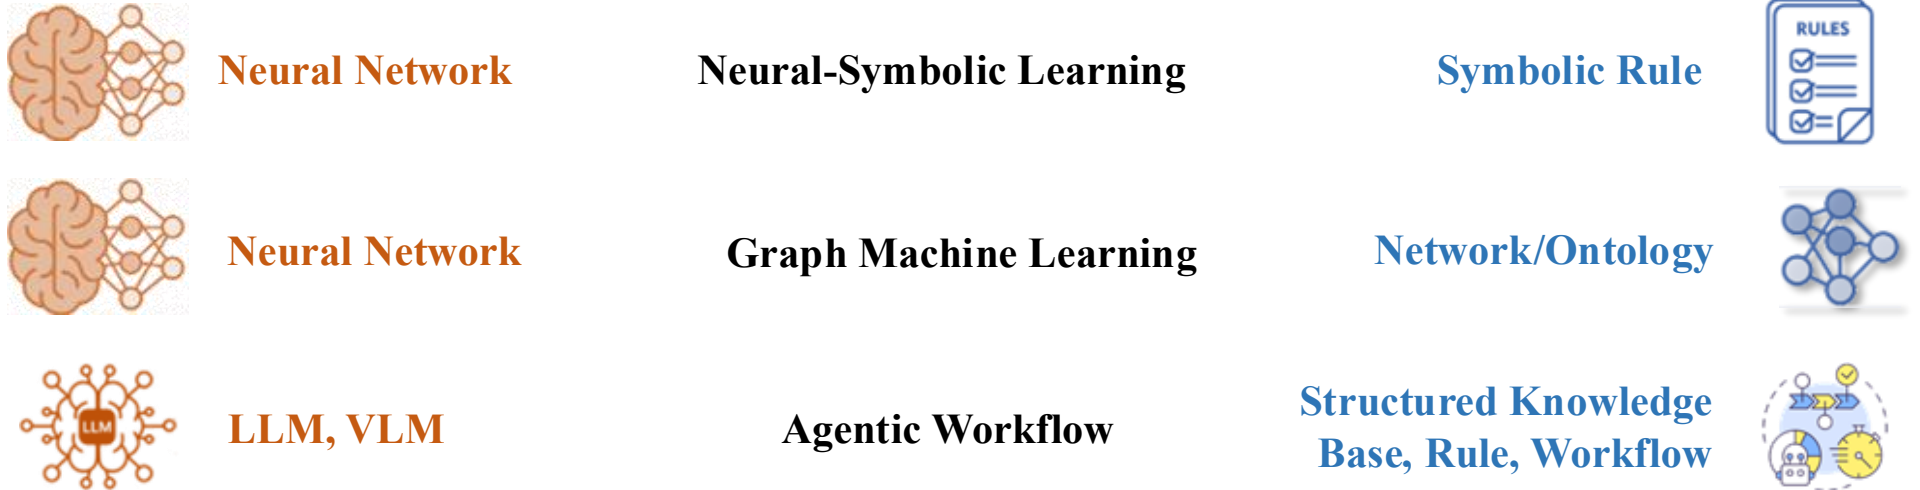 Neural Network
Neural-Symbolic Learning
Symbolic Rule
RULES
Neural Network
Graph Machine Learning
Network/Ontology
LLM
LLM, VLM
Agentic Workflow
Structured Knowledge
Base, Rule, Workflow